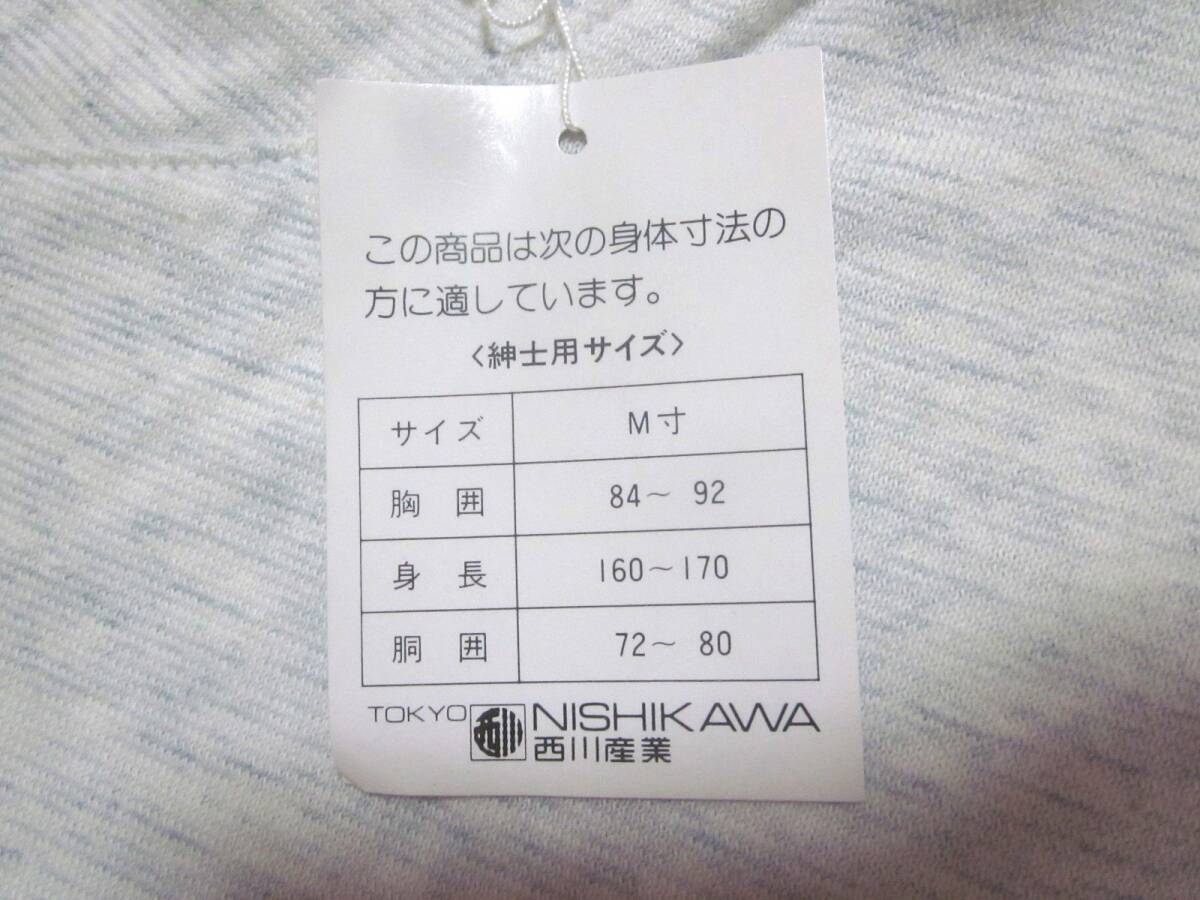 この商品は次の身体寸法の
方に適しています。
〈紳士用サイズ〉
サイズ M寸
胸囲 84～92
身長 160～170
胴囲 72～80
TOKYO 西川 NISHIKAWA
西川産業